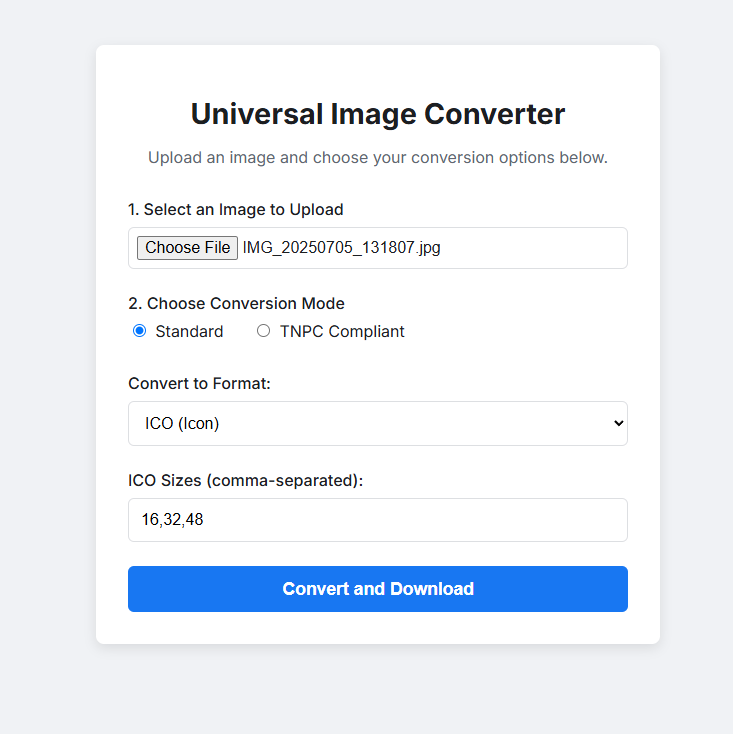 Universal Image Converter
Upload an image and choose your conversion options below.
1. Select an Image to Upload
Choose File IMG_20250705_131807.jpg
2. Choose Conversion Mode
Standard TNPC Compliant
Convert to Format:
ICO (Icon)
ICO Sizes (comma-separated):
16,32,48
Convert and Download